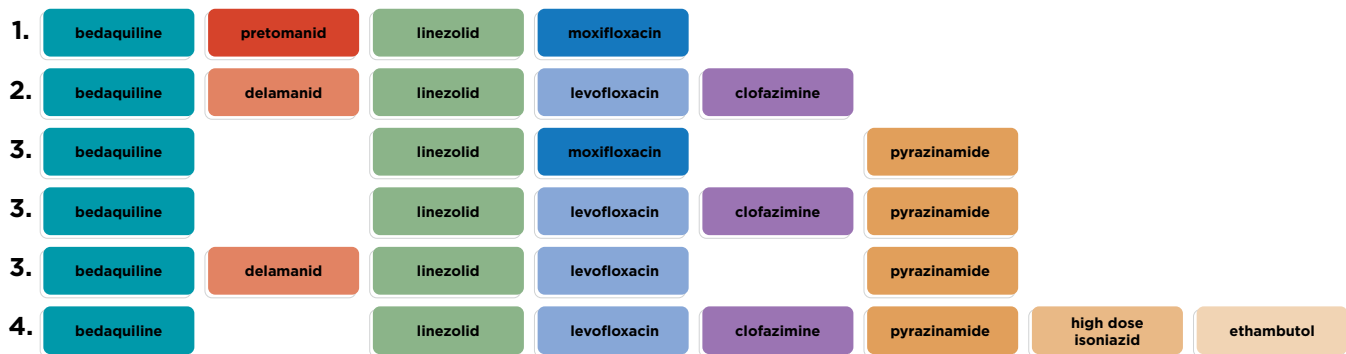 1. bedaquiline pretomanid linezolid moxifloxacin
2. bedaquiline delamanid linezolid levofloxacin clofazimine
3. bedaquiline linezolid moxifloxacin pyrazinamide
3. bedaquiline linezolid levofloxacin clofazimine pyrazinamide
3. bedaquiline delamanid linezolid levofloxacin pyrazinamide
4. bedaquiline linezolid levofloxacin clofazimine pyrazinamide high dose isoniazid ethambutol